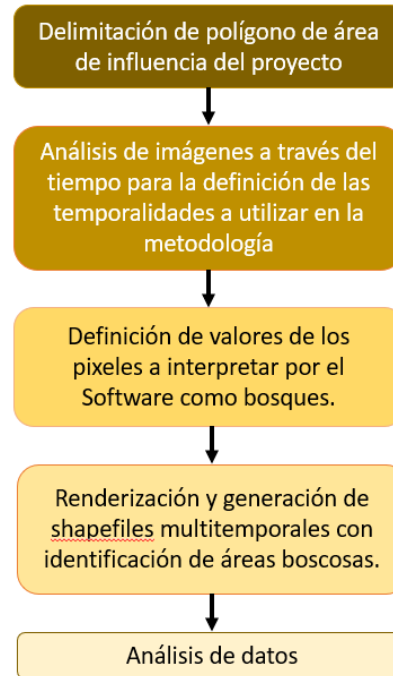 Delimitación de polígono de área
de influencia del proyecto
Análisis de imágenes a través del
tiempo para la definición de las
temporalidades a utilizar en la
metodología
Definición de valores de los
pixeles a interpretar por el
Software como bosques.
Renderización y generación de
shapefiles multitemporales con
identificación de áreas boscosas.
Análisis de datos